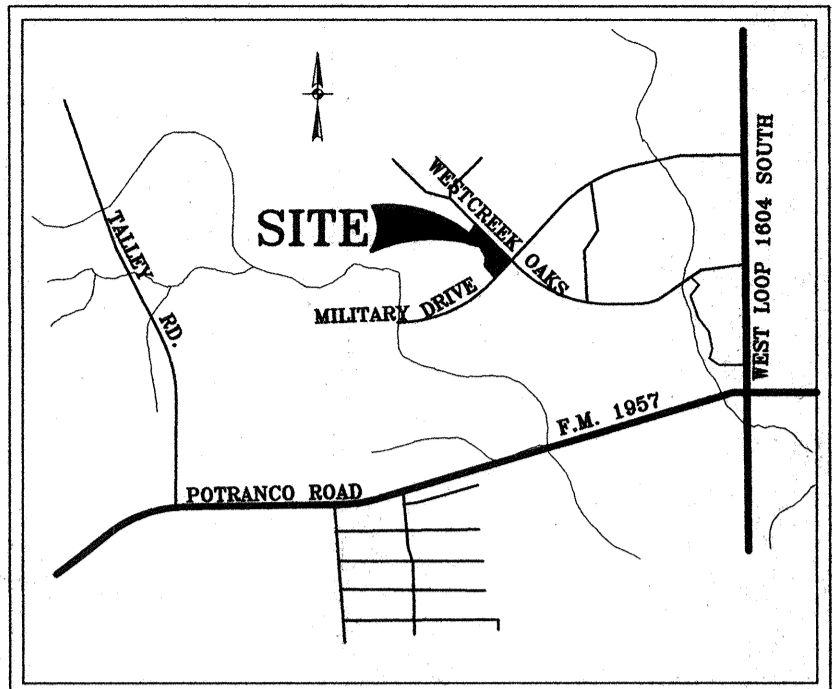 WEST LOOP 1604 SOUTH
WESTCREEK OAKS
SITE
TALLEY RD.
MILITARY DRIVE
F.M. 1957
POTRANCO ROAD